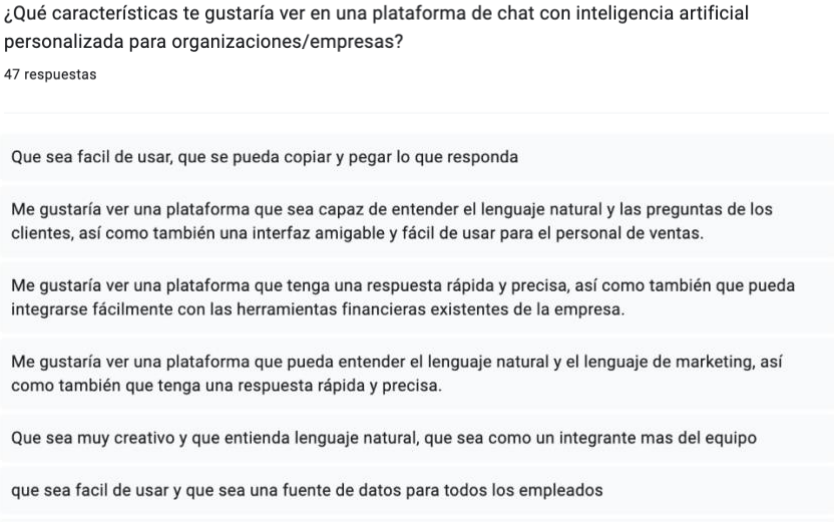 ¿Qué características te gustaría ver en una plataforma de chat con inteligencia artificial
personalizada para organizaciones/empresas?
47 respuestas
Que sea facil de usar, que se pueda copiar y pegar lo que responda
Me gustaría ver una plataforma que sea capaz de entender el lenguaje natural y las preguntas de los
clientes, así como también una interfaz amigable y fácil de usar para el personal de ventas.
Me gustaría ver una plataforma que tenga una respuesta rápida y precisa, así como también que pueda
integrarse fácilmente con las herramientas financieras existentes de la empresa.
Me gustaría ver una plataforma que pueda entender el lenguaje natural y el lenguaje de marketing, así
como también que tenga una respuesta rápida y precisa.
Que sea muy creativo y que entienda lenguaje natural, que sea como un integrante mas del equipo
que sea facil de usar y que sea una fuente de datos para todos los empleados